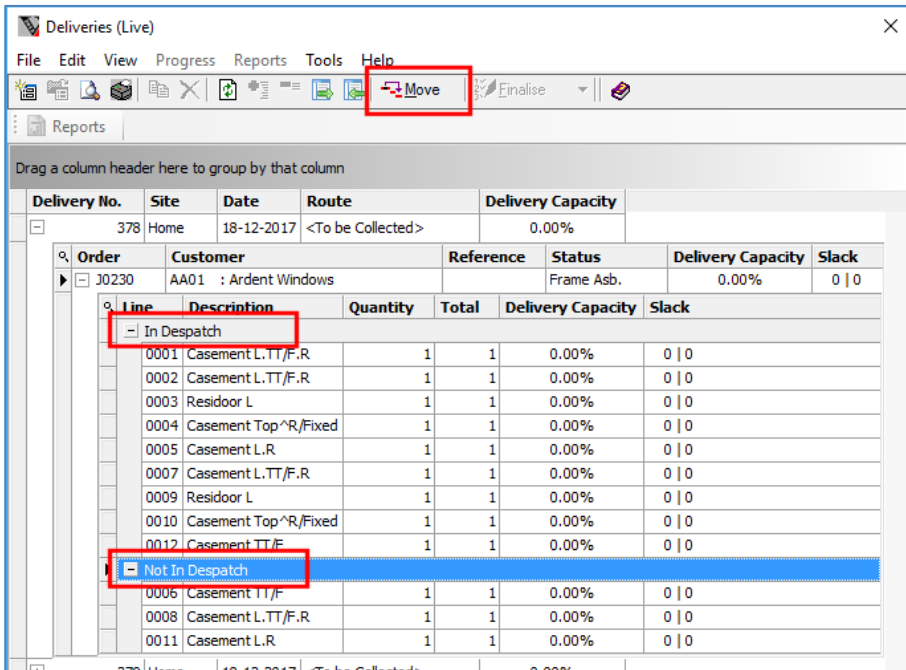 Deliveries (Live)
File Edit View Progress Reports Tools Help
Move Finalise
Reports
Drag a column header here to group by that column
Delivery No. Site Date Route Delivery Capacity
378 Home 18-12-2017 <To be Collected> 0.00%
Order Customer Reference Status Delivery Capacity Slack
J0230 AA01 : Ardent Windows Frame Asb. 0.00% 0 | 0
Line Description Quantity Total Delivery Capacity Slack
In Despatch
0001 Casement L.TT/F.R 1 1 0.00% 0 | 0
0002 Casement L.TT/F.R 1 1 0.00% 0 | 0
0003 Residoor L 1 1 0.00% 0 | 0
0004 Casement Top^R/Fixed 1 1 0.00% 0 | 0
0005 Casement L.R 1 1 0.00% 0 | 0
0007 Casement L.TT/F.R 1 1 0.00% 0 | 0
0009 Residoor L 1 1 0.00% 0 | 0
0010 Casement Top^R/Fixed 1 1 0.00% 0 | 0
0012 Casement TT/F 1 1 0.00% 0 | 0
Not In Despatch
0006 Casement TT/F 1 1 0.00% 0 | 0
0008 Casement L.TT/F.R 1 1 0.00% 0 | 0
0011 Casement L.R 1 1 0.00% 0 | 0